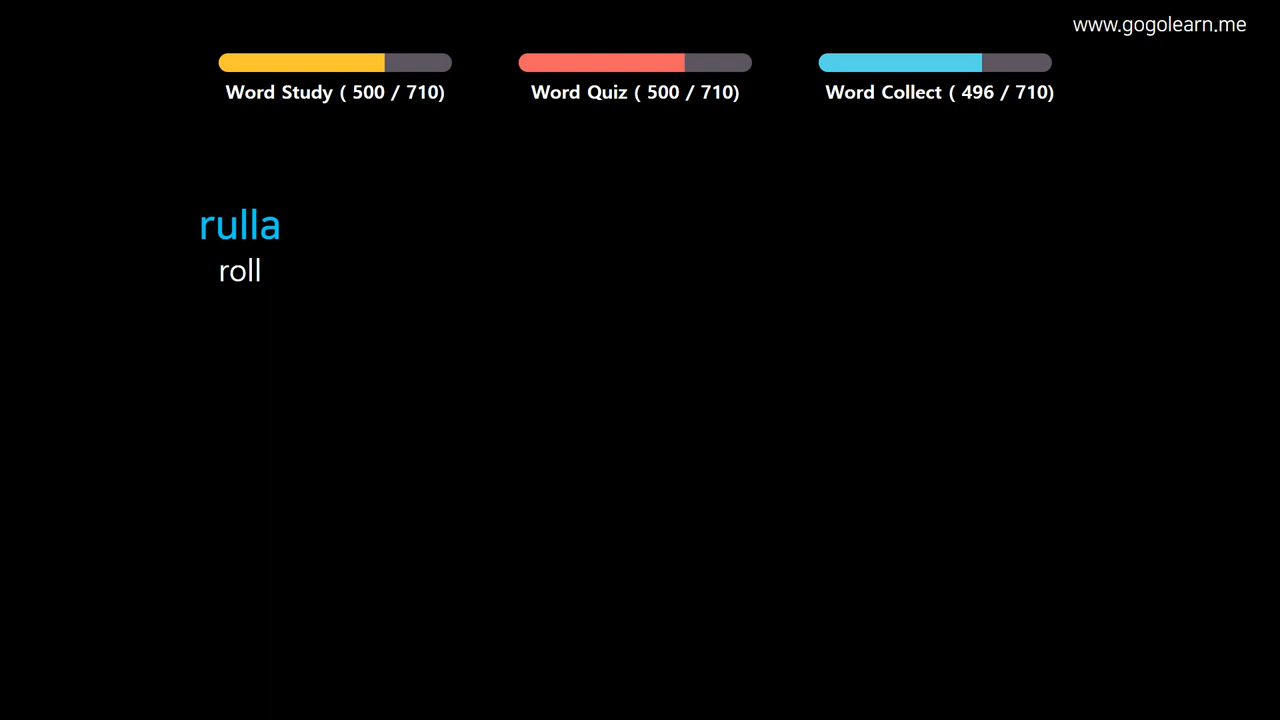 www.gogolearn.me
Word Study ( 500 / 710)
Word Quiz ( 500 / 710)
Word Collect ( 496 / 710)
rulla
roll